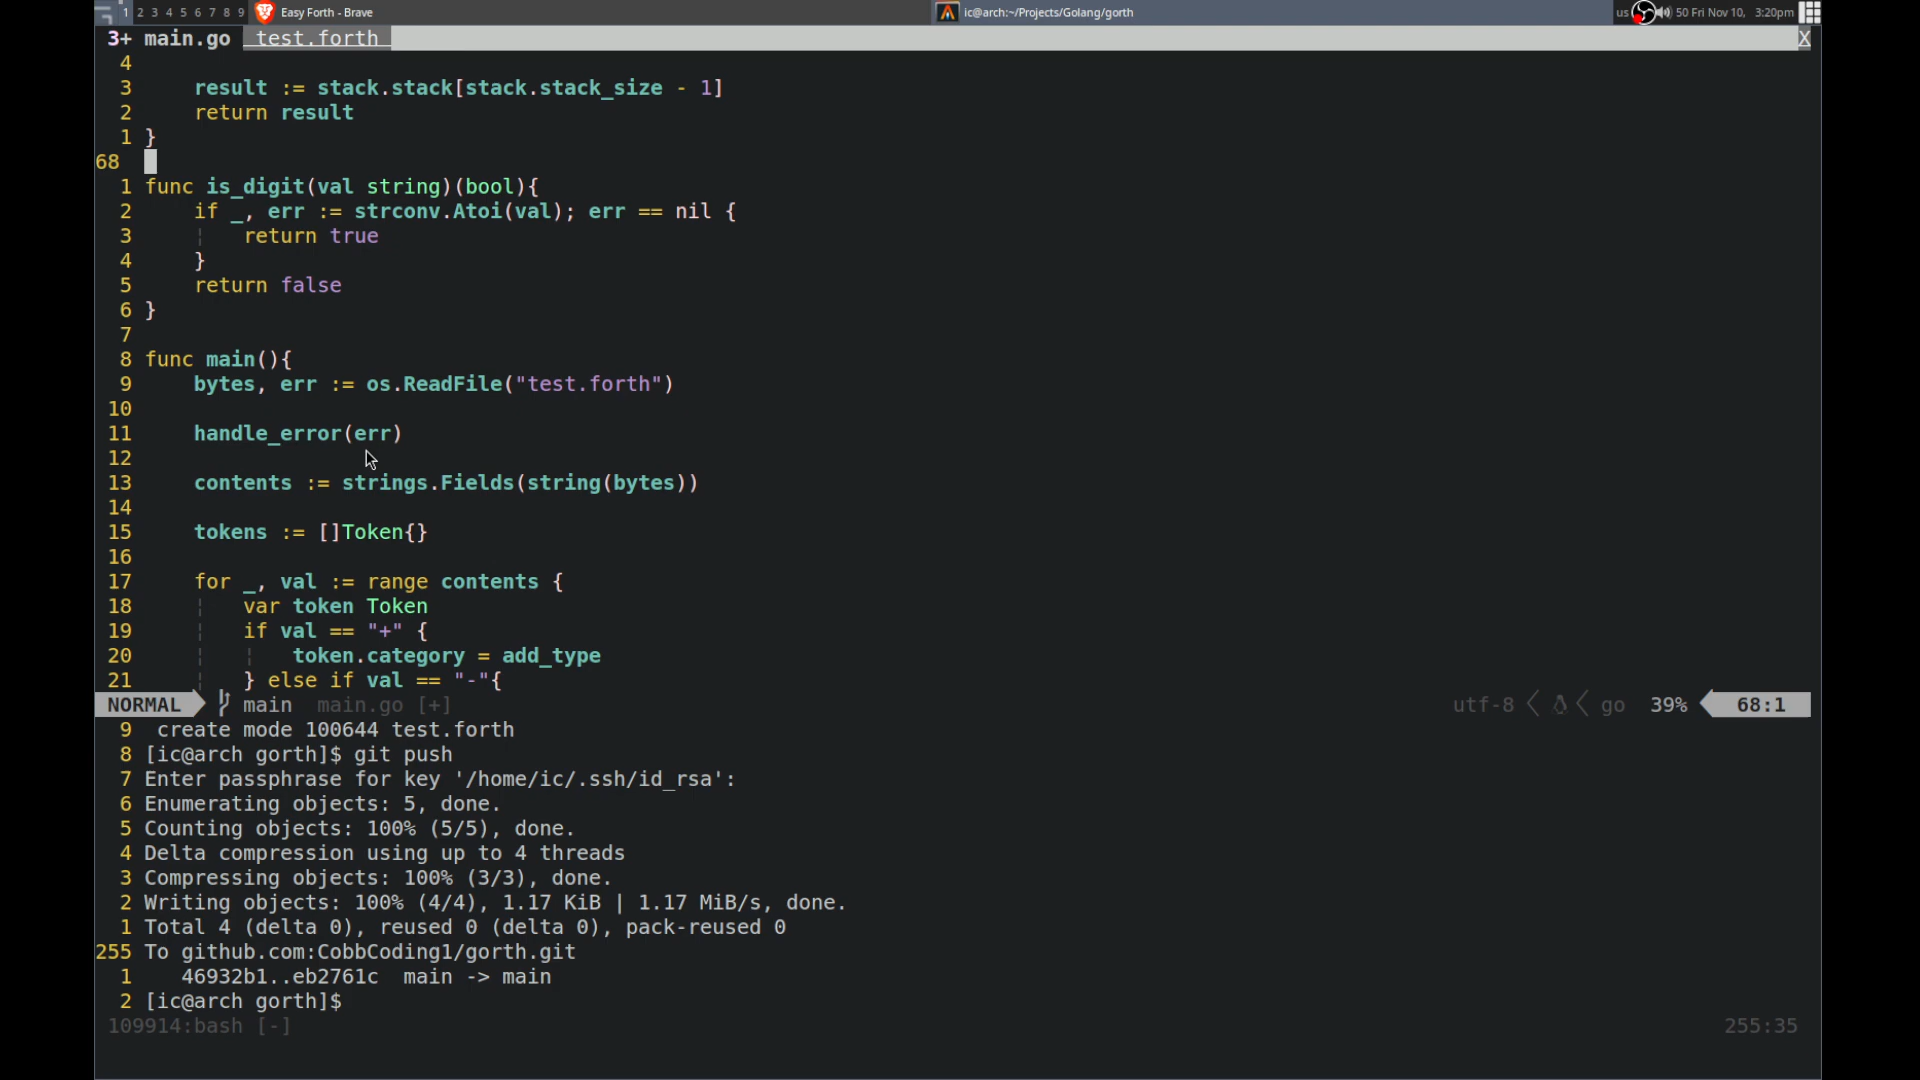 1 2 3 4 5 6 7 8 9 Easy Forth - Brave ic@arch:~/Projects/Golang/gorth us 50 Fri Nov 10, 3:20pm
3+ main.go test.forth X
4
3 result := stack.stack[stack.stack_size - 1]
2 return result
1 }
68
1 func is_digit(val string)(bool){
2 if _, err := strconv.Atoi(val); err == nil {
3 ¦ return true
4 }
5 return false
6 }
7
8 func main(){
9 bytes, err := os.ReadFile("test.forth")
10
11 handle_error(err)
12
13 contents := strings.Fields(string(bytes))
14
15 tokens := []Token{}
16
17 for _, val := range contents {
18 ¦ var token Token
19 ¦ if val == "+" {
20 ¦ ¦ token.category = add_type
21 ¦ } else if val == "-"{
NORMAL main main.go [+] utf-8 go 39% 68:1
9 create mode 100644 test.forth
8 [ic@arch gorth]$ git push
7 Enter passphrase for key '/home/ic/.ssh/id_rsa':
6 Enumerating objects: 5, done.
5 Counting objects: 100% (5/5), done.
4 Delta compression using up to 4 threads
3 Compressing objects: 100% (3/3), done.
2 Writing objects: 100% (4/4), 1.17 KiB | 1.17 MiB/s, done.
1 Total 4 (delta 0), reused 0 (delta 0), pack-reused 0
255 To github.com:CobbCoding1/gorth.git
1 46932b1..eb2761c main -> main
2 [ic@arch gorth]$
109914:bash [-] 255:35